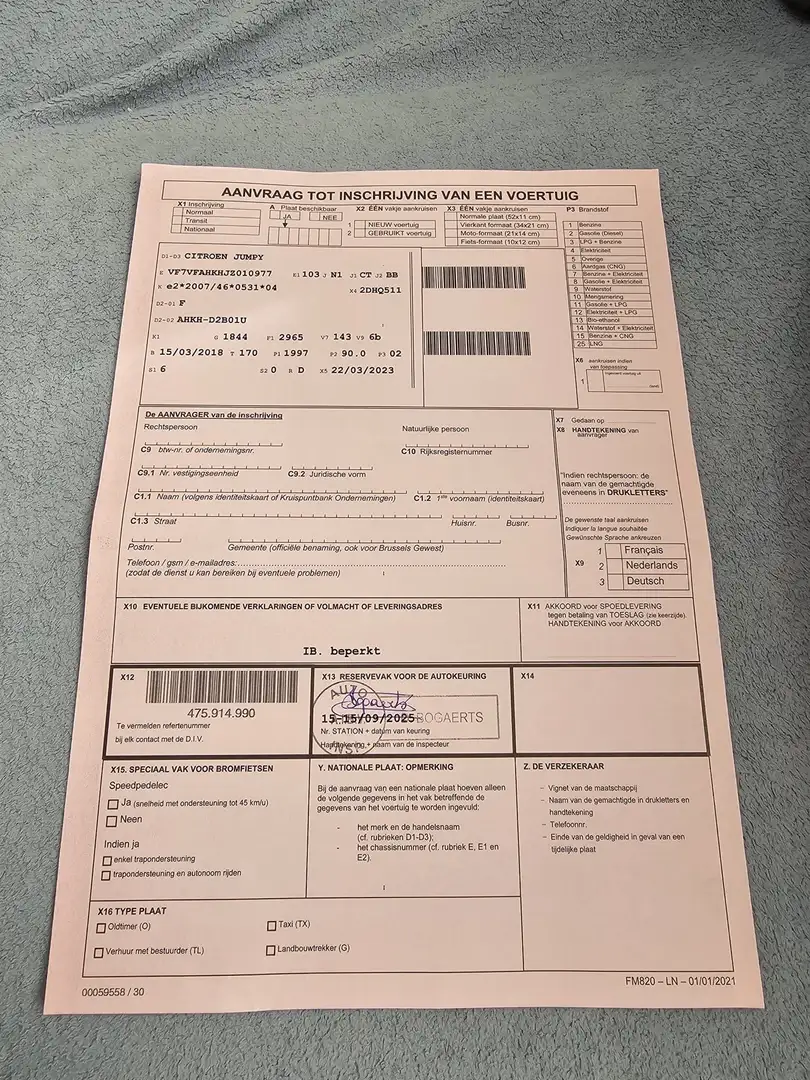 AANVRAAG TOT INSCHRIJVING VAN EEN VOERTUIG
X1 Inschrijving
Normaal
Transit
Nationaal
A Plaat beschikbaar
JA NEE
X2 ÉÉN vakje aankruisen
1 NIEUW voertuig
2 GEBRUIKT voertuig
X3 ÉÉN vakje aankruisen
Normale plaat (52x11 cm)
Vierkant formaat (34x21 cm)
Moto-formaat (21x14 cm)
Fiets-formaat (10x12 cm)
P3 Brandstof
1 Benzine
2 Gasolie (Diesel)
3 LPG + Benzine
4 Elektriciteit
5 Overige
6 Aardgas (CNG)
7 Benzine + Elektriciteit
8 Gasolie + Elektriciteit
9 Waterstof
10 Mengsmering
11 Gasolie + LPG
12 Elektriciteit + LPG
13 Bio-ethanol
14 Waterstof + Elektriciteit
15 Benzine + CNG
25 LNG
X6 aankruisen indien
van toepassing
1
D1-D3 CITROEN JUMPY
E VF7VFAHKHJZ010977 E1 103 J N1 J1 CT J2 BB
K e2*2007/46*0531*04 X4 2DHQ511
D2-01 F
D2-02 AHKH-D2B01U
K1 G 1844 F1 2965 V7 143 V9 6b
B 15/03/2018 T 170 P1 1997 P2 90.0 P3 02
S1 6 S2 0 R D X5 22/03/2023
De AANVRAGER van de inschrijving
Rechtspersoon Natuurlijke persoon
C9 btw-nr. of ondernemingsnr. C10 Rijksregisternummer
C9.1 Nr. vestigingseenheid C9.2 Juridische vorm
C1.1 Naam (volgens identiteitskaart of Kruispuntbank Ondernemingen) C1.2 1ste voornaam (identiteitskaart)
C1.3 Straat Huisnr. Busnr.
Postnr. Gemeente (officiële benaming, ook voor Brussels Gewest)
Telefoon / gsm / e-mailadres:
(zodat de dienst u kan bereiken bij eventuele problemen)
X7 Gedaan op
X8 HANDTEKENING van
aanvrager
"Indien rechtspersoon: de
naam van de gemachtigde
eveneens in DRUKLETTERS"
De gewenste taal aankruisen
Indiquer la langue souhaitée
Gewünschte Sprache ankreuzen
X9
1 Français
2 Nederlands
3 Deutsch
X10 EVENTUELE BIJKOMENDE VERKLARINGEN OF VOLMACHT OF LEVERINGSADRES
IB. beperkt
X11 AKKOORD voor SPOEDLEVERING
tegen betaling van TOESLAG (zie keerzijde).
HANDTEKENING voor AKKOORD
X12
475.914.990
Te vermelden refertenummer
bij elk contact met de D.I.V.
X13 RESERVEVAK VOOR DE AUTOKEURING
AUTO
15-15/09/2025 BOGAERTS
Nr. STATION + datum van keuring
Handtekening + naam van de inspecteur
X14
X15. SPECIAAL VAK VOOR BROMFIETSEN
Speedpedelec
Ja (snelheid met ondersteuning tot 45 km/u)
Neen
Indien ja
enkel trapondersteuning
trapondersteuning en autonoom rijden
Y. NATIONALE PLAAT: OPMERKING
Bij de aanvraag van een nationale plaat hoeven alleen
de volgende gegevens in het vak betreffende de
gegevens van het voertuig te worden ingevuld:
- het merk en de handelsnaam
(cf. rubrieken D1-D3);
- het chassisnummer (cf. rubriek E, E1 en
E2).
Z. DE VERZEKERAAR
– Vignet van de maatschappij
– Naam van de gemachtigde in drukletters en
handtekening
– Telefoonnr.
– Einde van de geldigheid in geval van een
tijdelijke plaat
X16 TYPE PLAAT
Oldtimer (O) Taxi (TX)
Verhuur met bestuurder (TL) Landbouwtrekker (G)
00059558 / 30 FM820 – LN – 01/01/2021